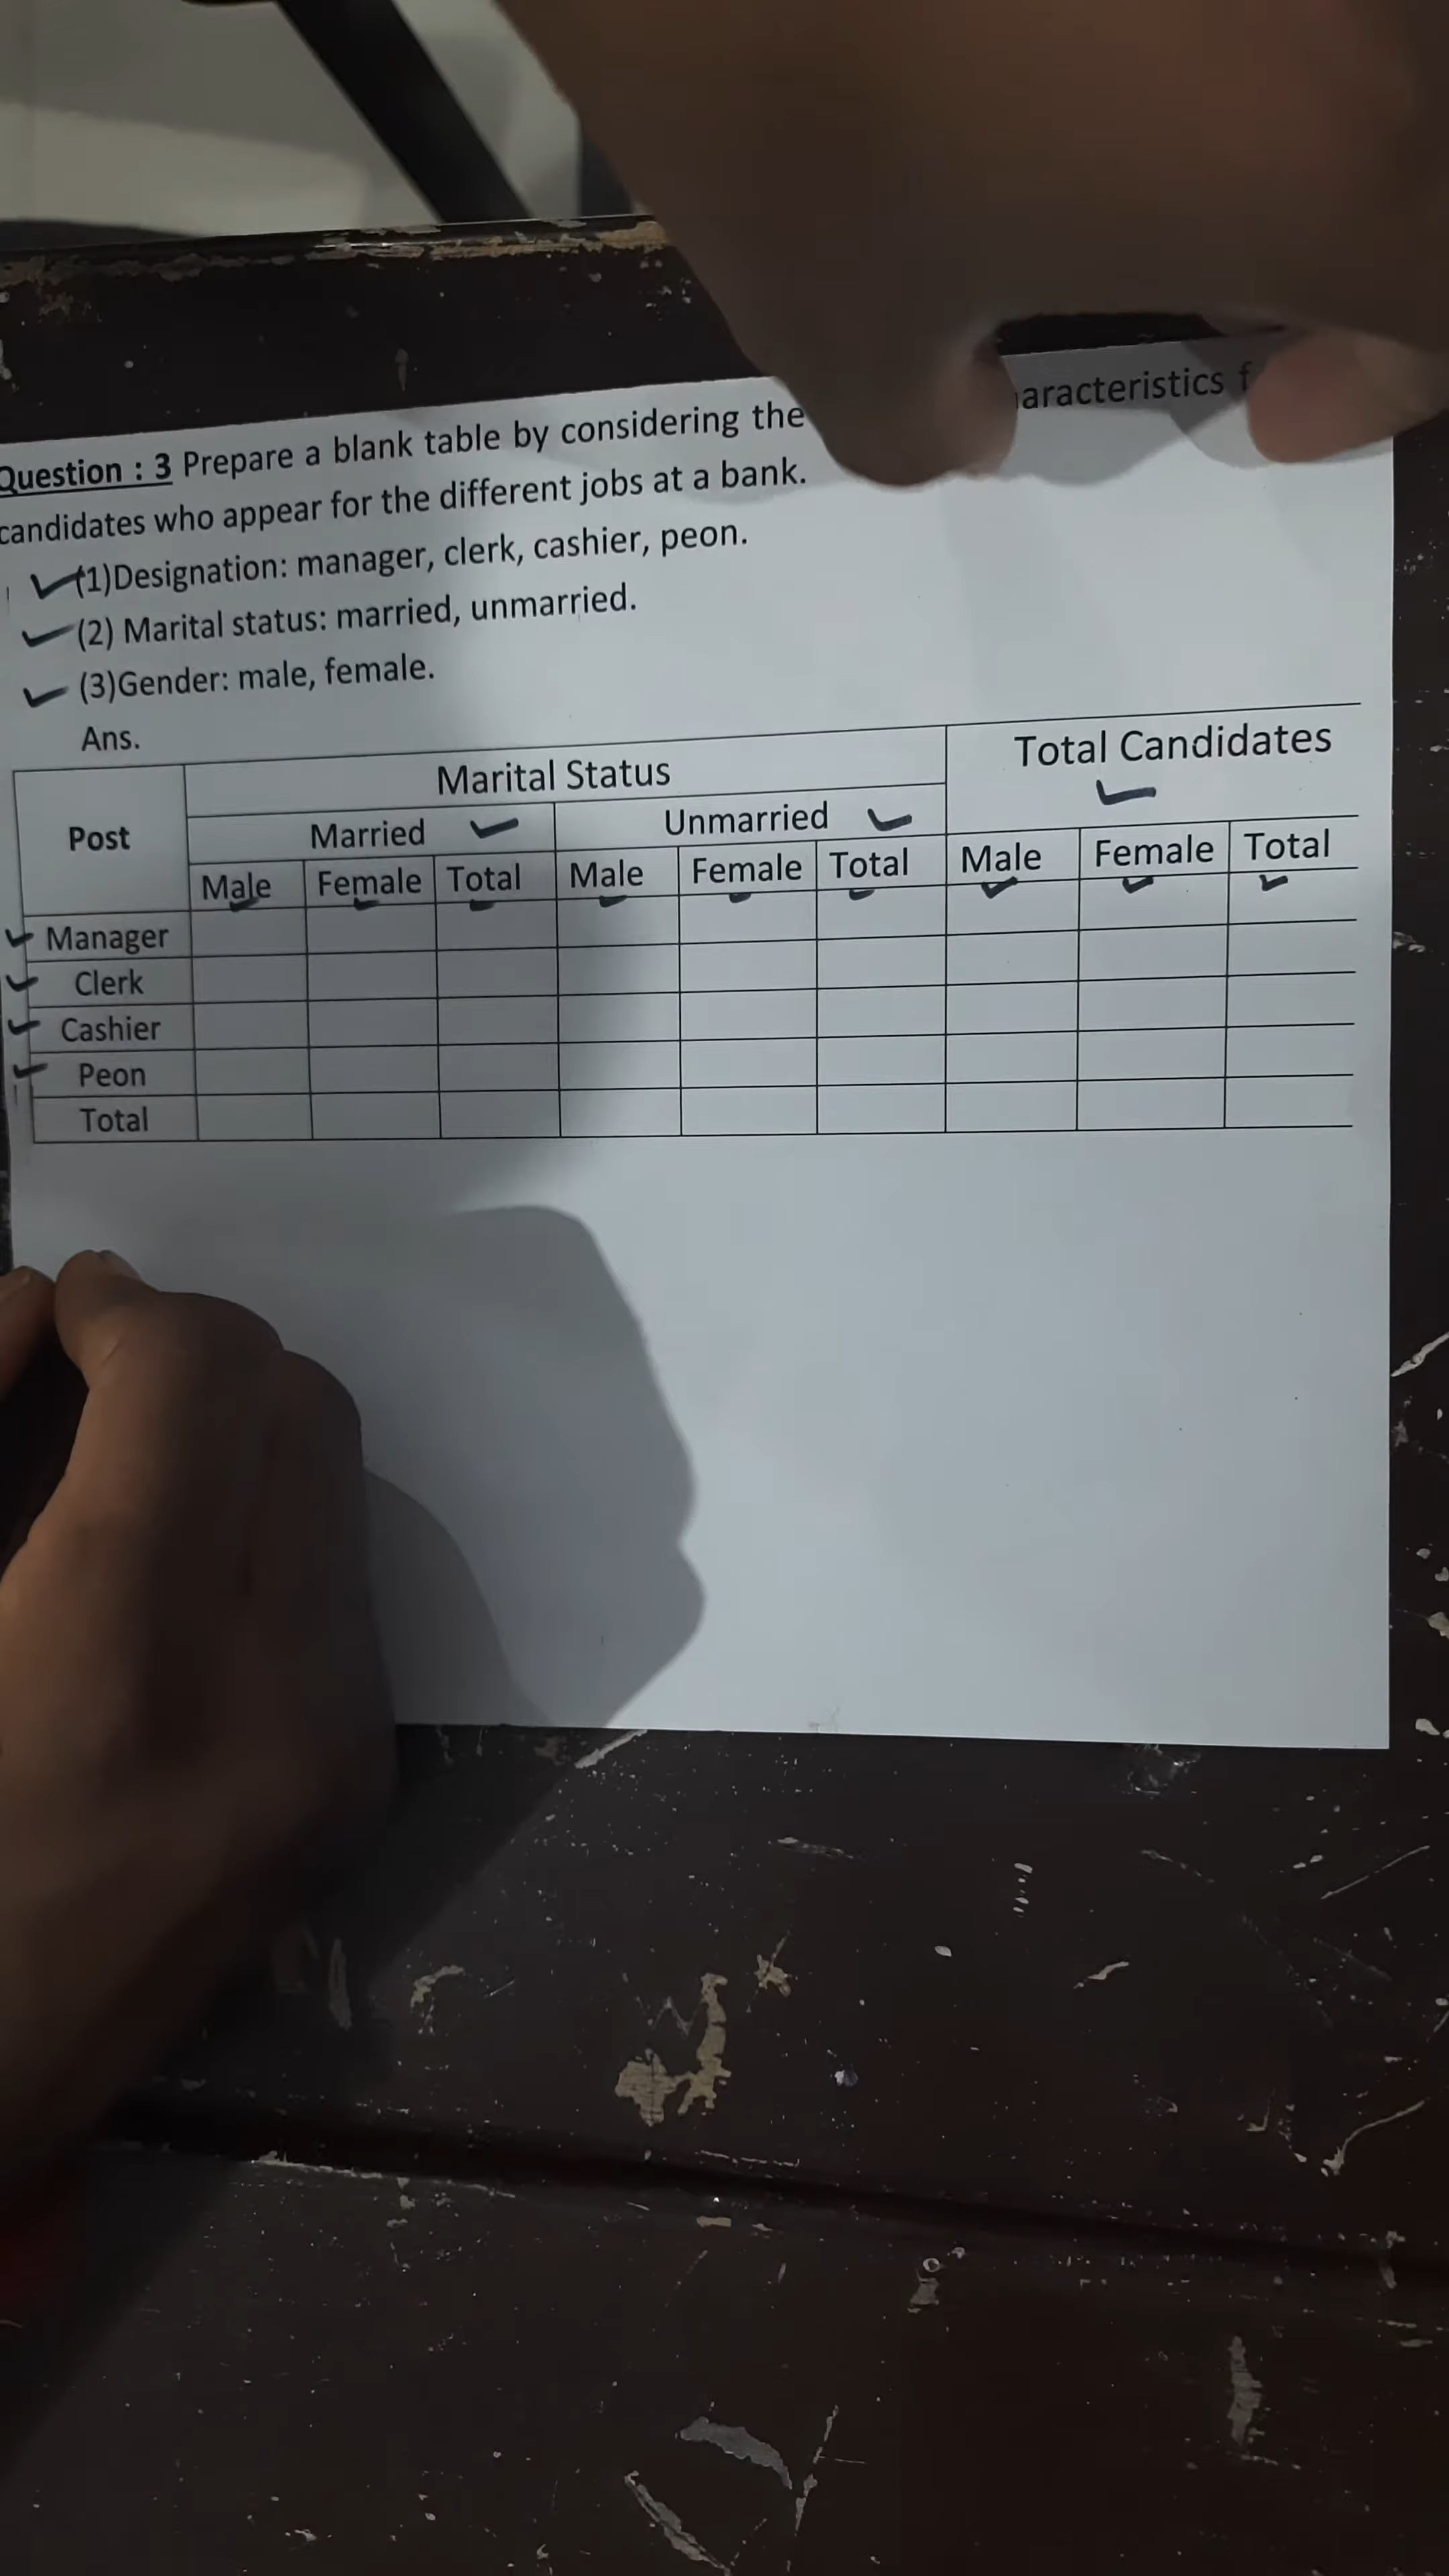 Question : 3 Prepare a blank table by considering the
candidates who appear for the different jobs at a bank.
(1)Designation: manager, clerk, cashier, peon.
(2) Marital status: married, unmarried.
(3)Gender: male, female.
Ans.
Post Marital Status Total Candidates
Married Unmarried
Male Female Total Male Female Total Male Female Total
Manager
Clerk
Cashier
Peon
Total